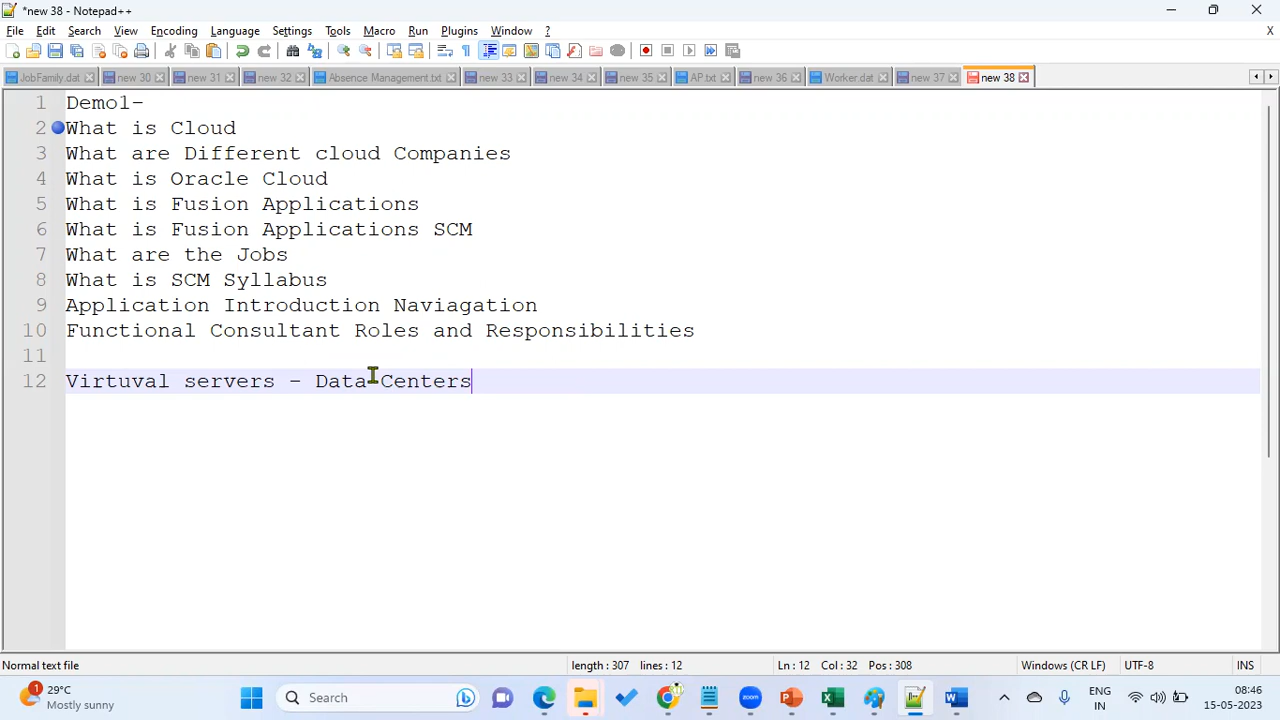 *new 38 - Notepad++
File Edit Search View Encoding Language Settings Tools Macro Run Plugins Window ? X
JobFamily.dat new 30 new 31 new 32 Absence Management.txt new 33 new 34 new 35 AP.txt new 36 Worker.dat new 37 new 38
1 Demo1-
2 What is Cloud
3 What are Different cloud Companies
4 What is Oracle Cloud
5 What is Fusion Applications
6 What is Fusion Applications SCM
7 What are the Jobs
8 What is SCM Syllabus
9 Application Introduction Naviagation
10 Functional Consultant Roles and Responsibilities
11
12 Virtuval servers - Data Centers
Normal text file length : 307 lines : 12 Ln : 12 Col : 32 Pos : 308 Windows (CR LF) UTF-8 INS
1 29°C Mostly sunny Search zoom ENG IN 08:46 15-05-2023